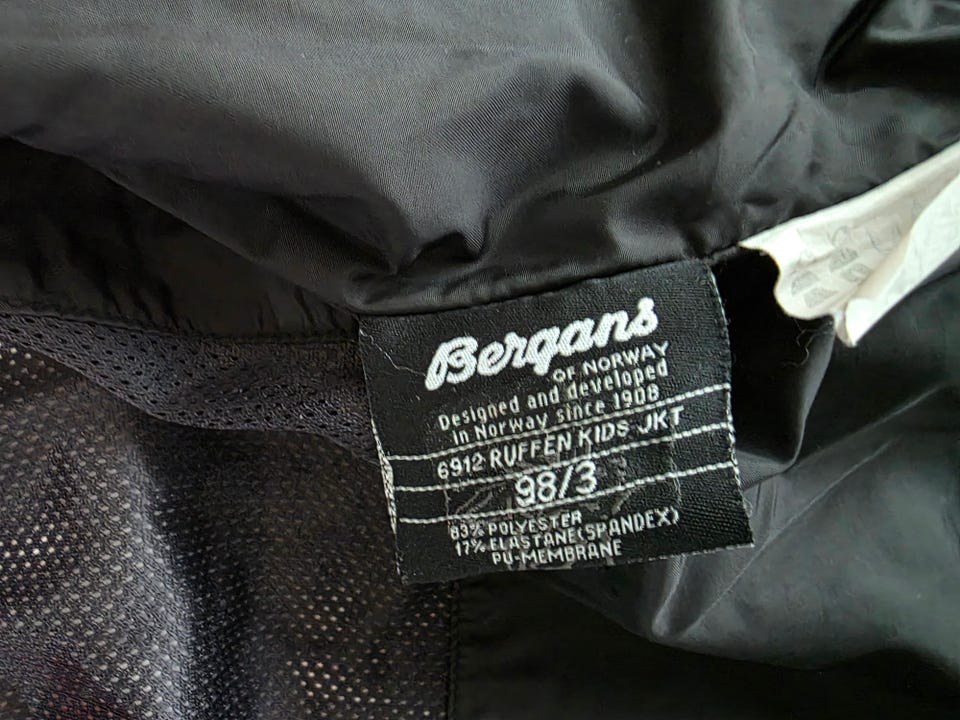 Bergans
OF NORWAY
Designed and developed
in Norway since 1908
6912 RUFFEN KIDS JKT
98/3
83% POLYESTER
17% ELASTANE(SPANDEX)
PU-MEMBRANE